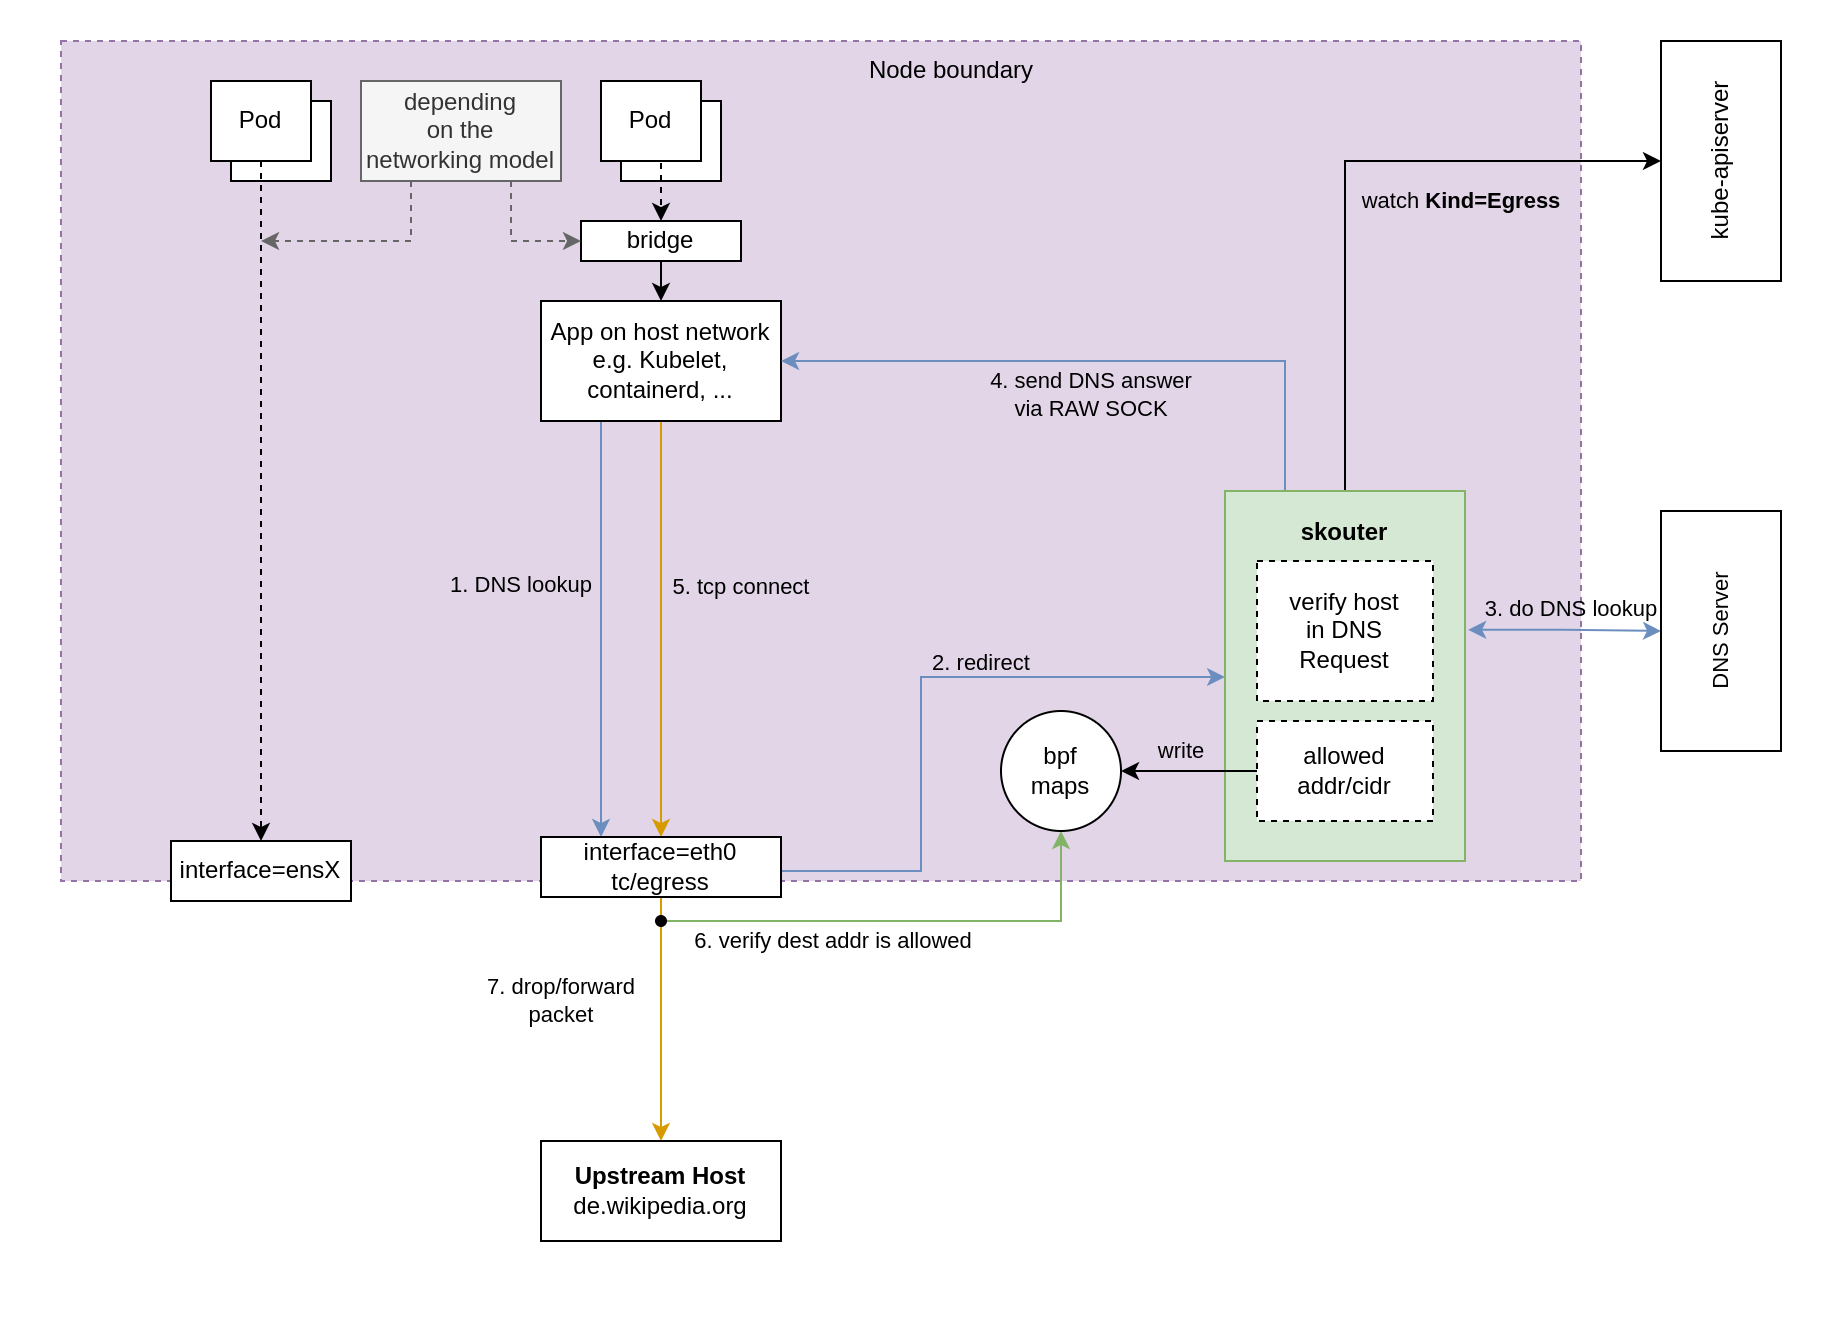 Node boundary
Pod
depending
on the
networking model
Pod
bridge
kube-apiserver
watch Kind=Egress
App on host network
e.g. Kubelet,
containerd, ...
4. send DNS answer
via RAW SOCK
skouter
verify host
in DNS
Request
3. do DNS lookup
DNS Server
1. DNS lookup
5. tcp connect
2. redirect
bpf
maps
write
allowed
addr/cidr
interface=ensX
interface=eth0
tc/egress
6. verify dest addr is allowed
7. drop/forward
packet
Upstream Host
de.wikipedia.org